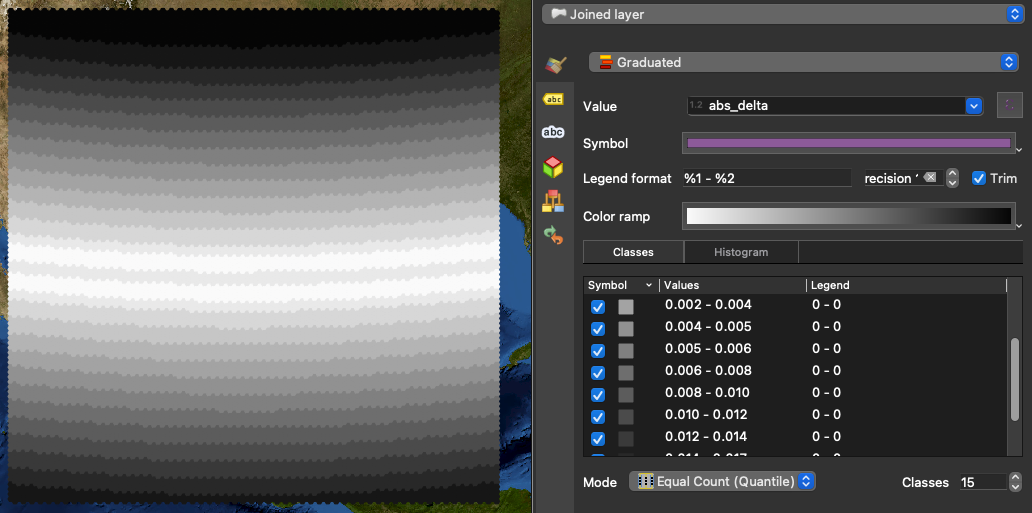 Joined layer
Graduated
abc
abc
Value 1.2 abs_delta
Symbol
Legend format %1 - %2 recision Trim
Color ramp
Classes Histogram
Symbol Values Legend
0.002 - 0.004 0 - 0
0.004 - 0.005 0 - 0
0.005 - 0.006 0 - 0
0.006 - 0.008 0 - 0
0.008 - 0.010 0 - 0
0.010 - 0.012 0 - 0
0.012 - 0.014 0 - 0
Mode Equal Count (Quantile) Classes 15